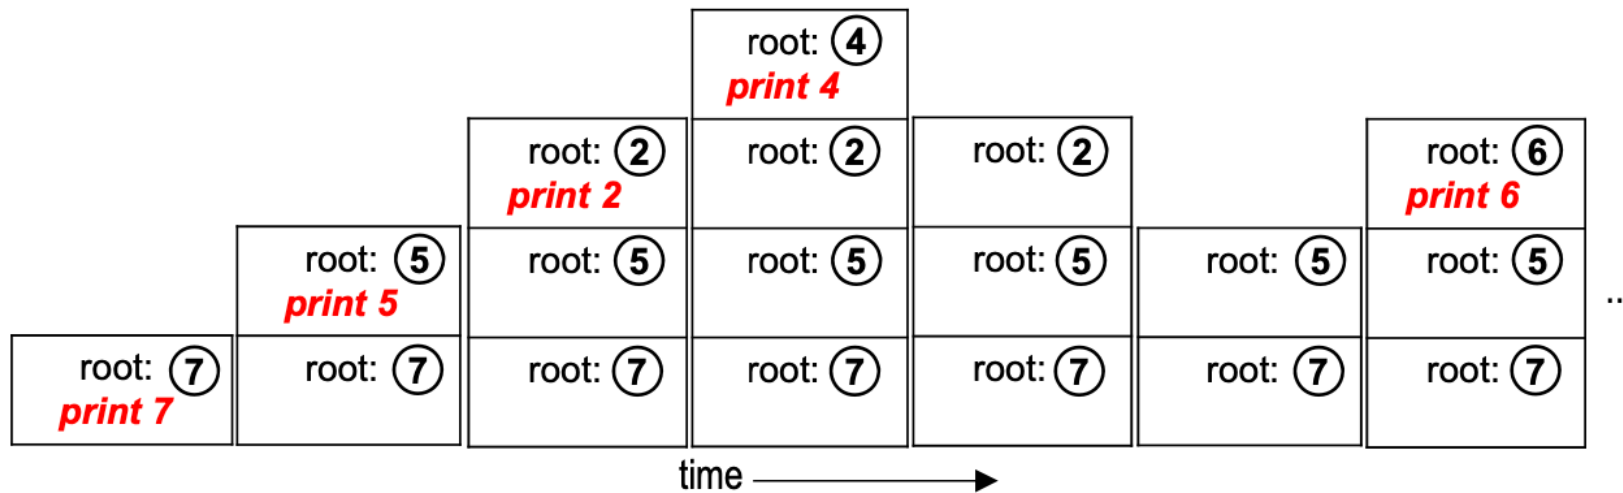 root: 4
print 4
root: 2
print 2
root: 2
root: 2
root: 6
print 6
root: 5
print 5
root: 5
root: 5
root: 5
root: 5
root: 5
..
root: 7
print 7
root: 7
root: 7
root: 7
root: 7
root: 7
root: 7
time